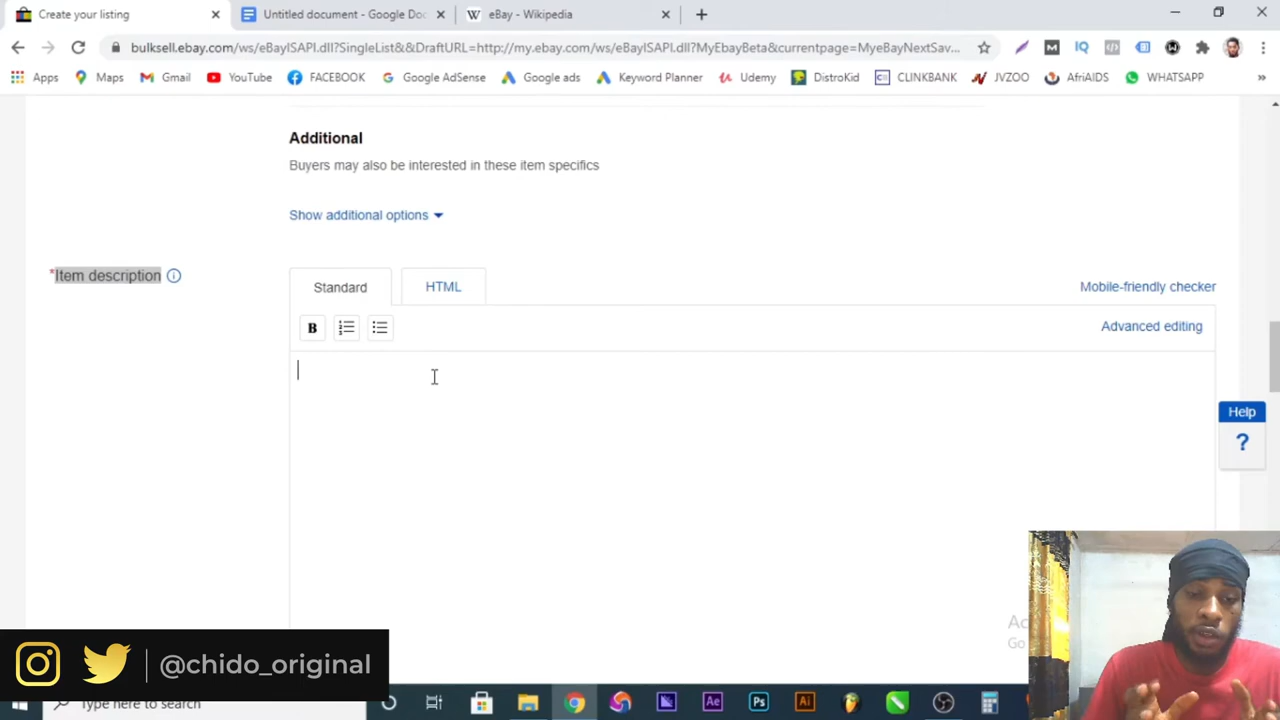 Create your listing
Untitled document - Google Doc
eBay - Wikipedia
bulksell.ebay.com/ws/eBayISAPI.dll?SingleList&&DraftURL=http://my.ebay.com/ws/eBayISAPI.dll?MyEbayBeta&currentpage=MyeBayNextSav...
Apps
Maps
Gmail
YouTube
FACEBOOK
Google AdSense
Google ads
Keyword Planner
Udemy
DistroKid
CLINKBANK
JVZOO
AfriAIDS
WHATSAPP
»
Additional
Buyers may also be interested in these item specifics
Show additional options
*Item description
Standard
HTML
Mobile-friendly checker
B
Advanced editing
Help
?
Go
@chido_original
Type here to search